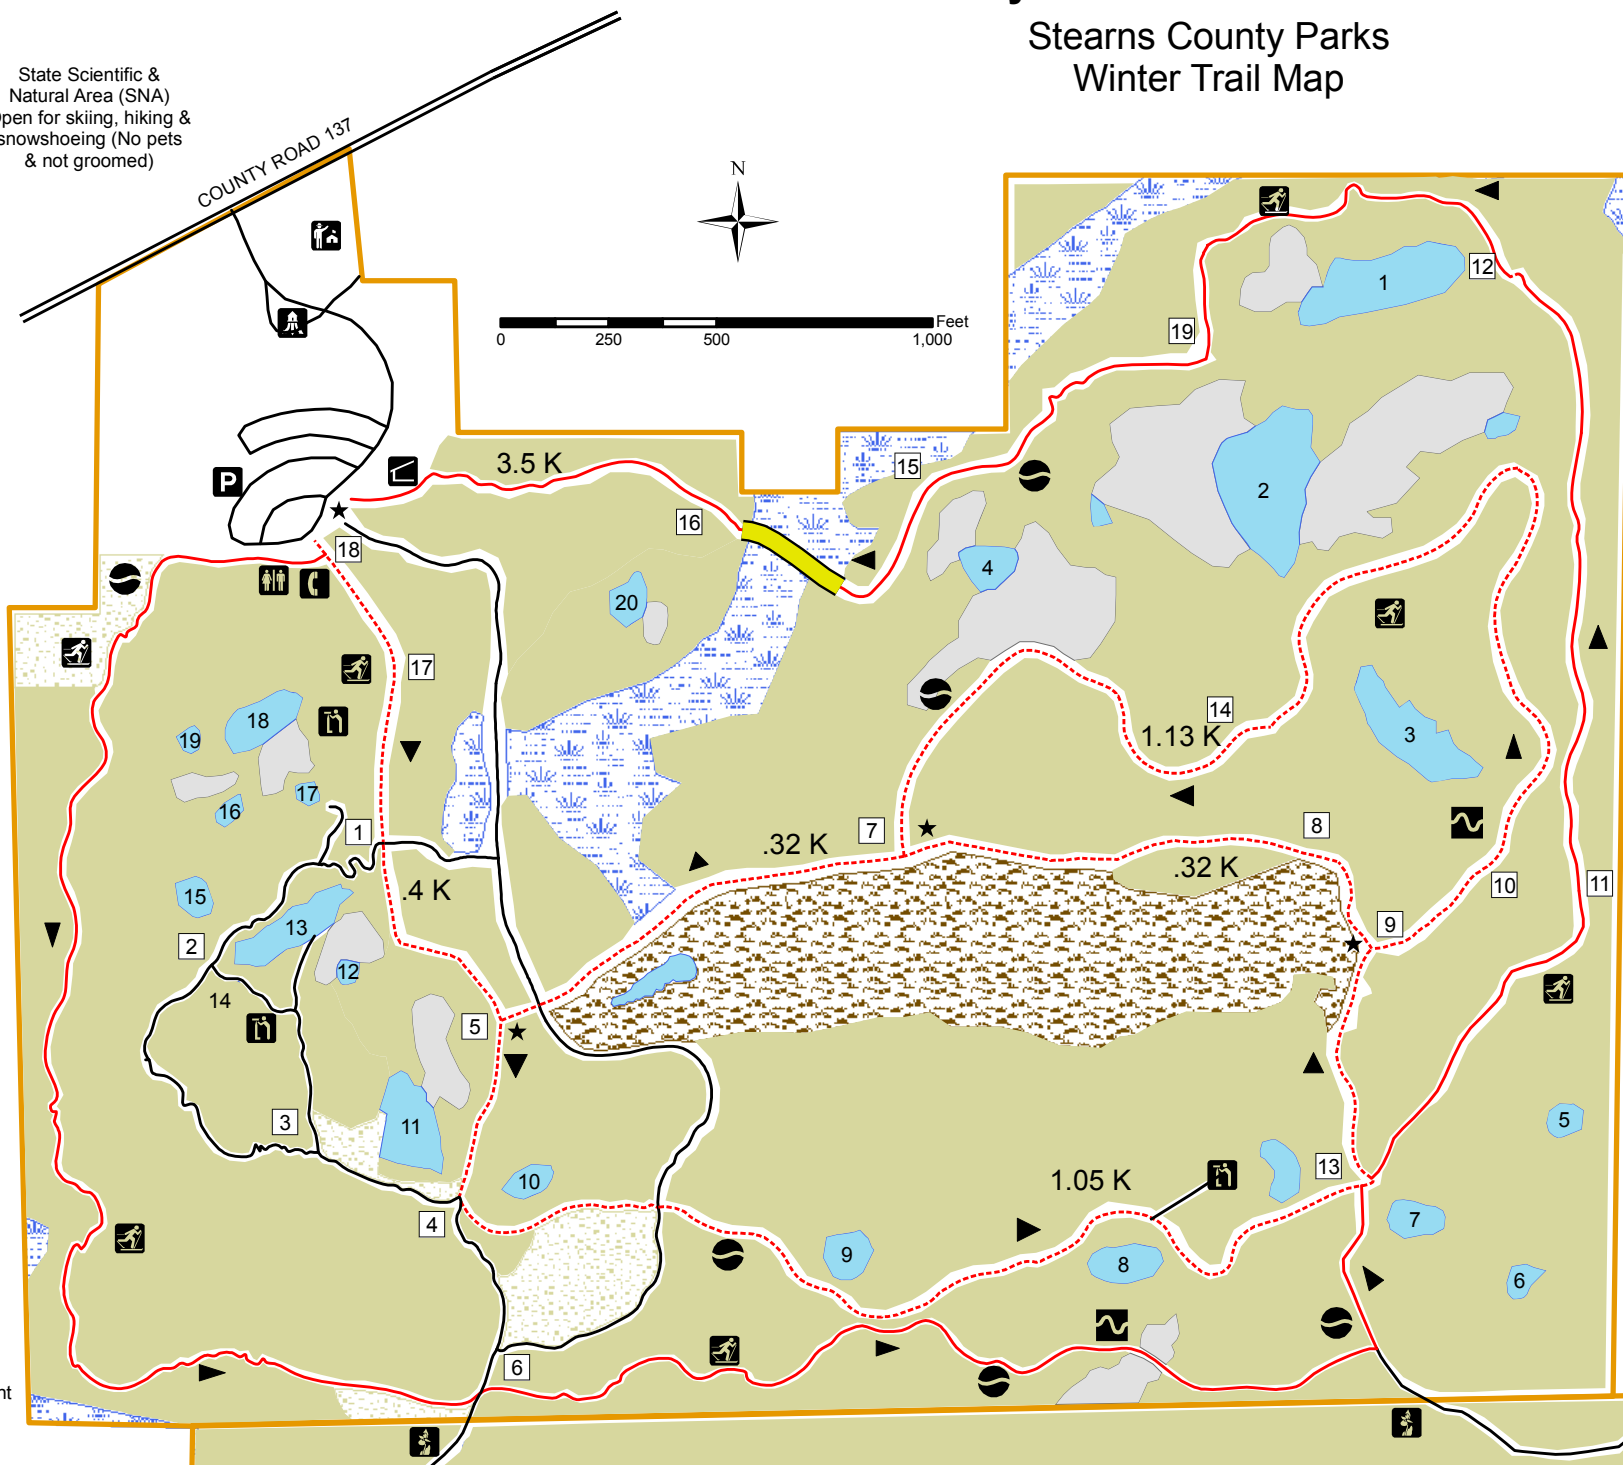 Stearns County Parks
Winter Trail Map
State Scientific &
Natural Area (SNA)
pen for skiing, hiking &
snowshoeing (No pets
& not groomed)
COUNTY ROAD 137
N
Feet
0 250 500 1,000
12
1
19
3.5 K
15
2
16
18
4
20
17
14
1.13 K
3
18
19
17
16
1
7
.32 K
8
.32 K
.4 K
10
11
15
13
2
9
12
14
5
3
11
5
13
10
1.05 K
4
7
9
8
6
6
nt
P